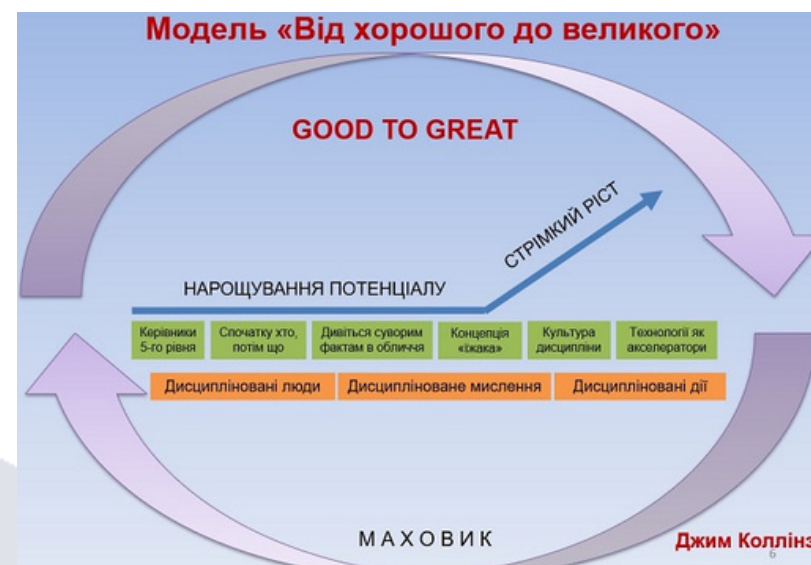 Модель «Від хорошого до великого»
GOOD TO GREAT
СТРІМКИЙ РІСТ
НАРОЩУВАННЯ ПОТЕНЦІАЛУ
Керівники
5-го рівня
Спочатку хто,
потім що
Дивіться суворим
фактам в обличчя
Концепція
«їжака»
Культура
дисципліни
Технології як
акселератори
Дисципліновані люди
Дисципліноване мислення
Дисципліновані дії
МАХОВИК
Джим Коллінз
6